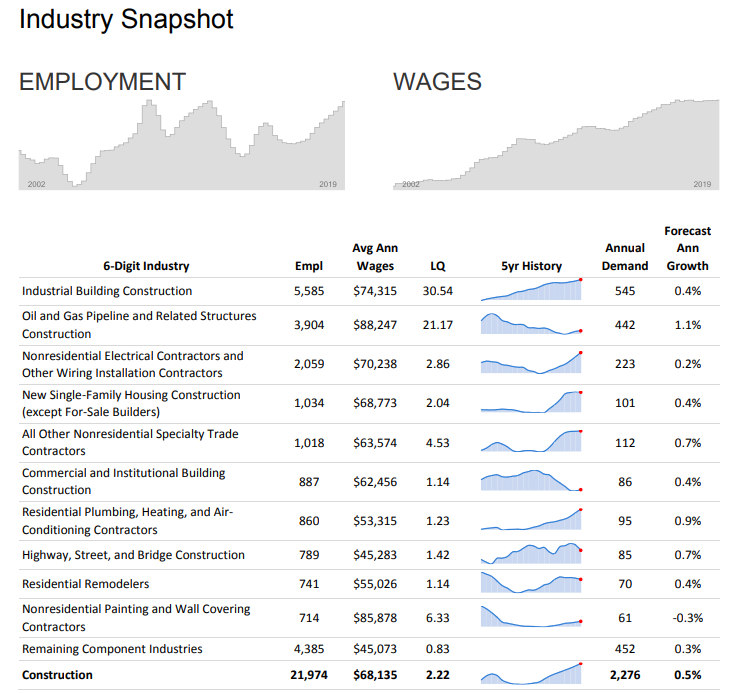 Industry Snapshot
EMPLOYMENT
WAGES
2002
2019
2002
2019
6-Digit Industry Empl Avg Ann Wages LQ 5yr History Annual Demand Forecast Ann Growth
Industrial Building Construction 5,585 $74,315 30.54 545 0.4%
Oil and Gas Pipeline and Related Structures
Construction 3,904 $88,247 21.17 442 1.1%
Nonresidential Electrical Contractors and
Other Wiring Installation Contractors 2,059 $70,238 2.86 223 0.2%
New Single-Family Housing Construction
(except For-Sale Builders) 1,034 $68,773 2.04 101 0.4%
All Other Nonresidential Specialty Trade
Contractors 1,018 $63,574 4.53 112 0.7%
Commercial and Institutional Building
Construction 887 $62,456 1.14 86 0.4%
Residential Plumbing, Heating, and Air-
Conditioning Contractors 860 $53,315 1.23 95 0.9%
Highway, Street, and Bridge Construction 789 $45,283 1.42 85 0.7%
Residential Remodelers 741 $55,026 1.14 70 0.4%
Nonresidential Painting and Wall Covering
Contractors 714 $85,878 6.33 61 -0.3%
Remaining Component Industries 4,385 $45,073 0.83 452 0.3%
Construction 21,974 $68,135 2.22 2,276 0.5%